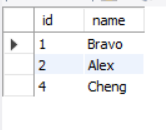 id name
1 Bravo
2 Alex
4 Cheng